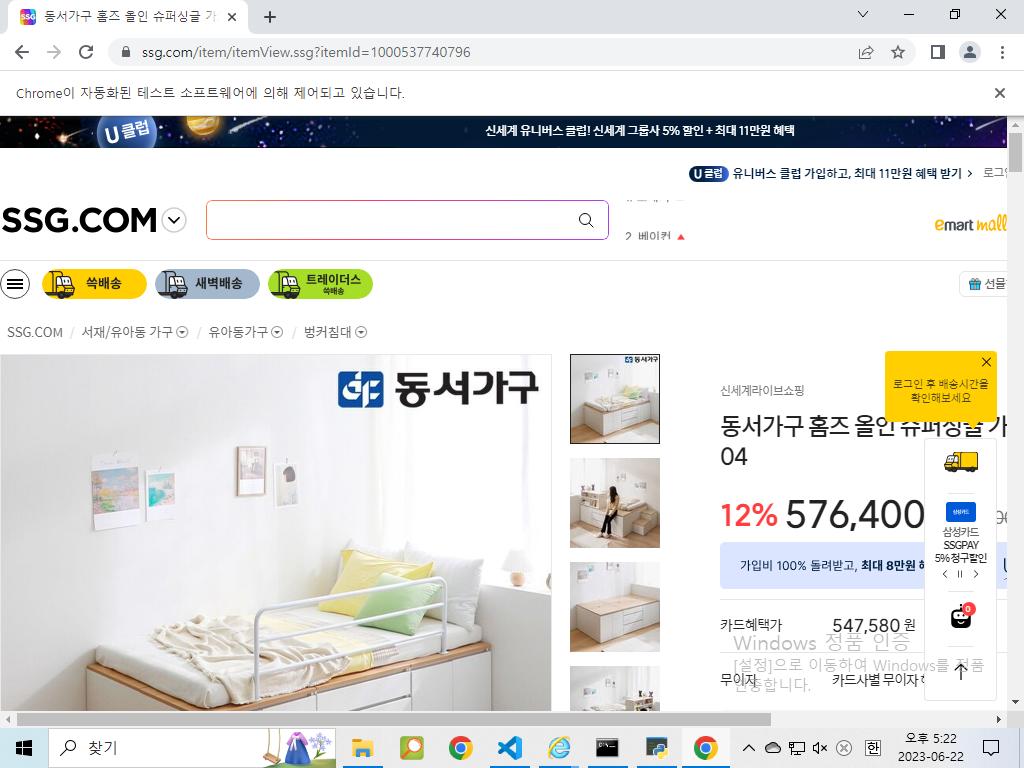 동서가구 홈즈 올인 슈퍼싱글 가
ssg.com/item/itemView.ssg?itemId=1000537740796
Chrome이 자동화된 테스트 소프트웨어에 의해 제어되고 있습니다.
U클럽
신세계 유니버스 클럽! 신세계 그룹사 5% 할인 + 최대 11만원 혜택
U클럽 유니버스 클럽 가입하고, 최대 11만원 혜택 받기 >
SSG.COM
2 베이컨
emart mall
쓱배송
새벽배송
트레이더스
쓱배송
선물
SSG.COM / 서재/유아동 가구 / 유아동가구 / 벙커침대
동서가구
동서가구
신세계라이브쇼핑
로그인 후 배송시간을
확인해보세요
동서가구 홈즈 올인 슈퍼싱글 가
04
12% 576,400
가입비 100% 돌려받고, 최대 8만원
삼성카드
삼성카드
SSGPAY
5% 청구할인
0
카드혜택가 547,580 원
무이자 카드사별 무이자
Windows 정품 인증
[설정]으로 이동하여 Windows를 정품
인증합니다.
찾기
한
오후 5:22
2023-06-22